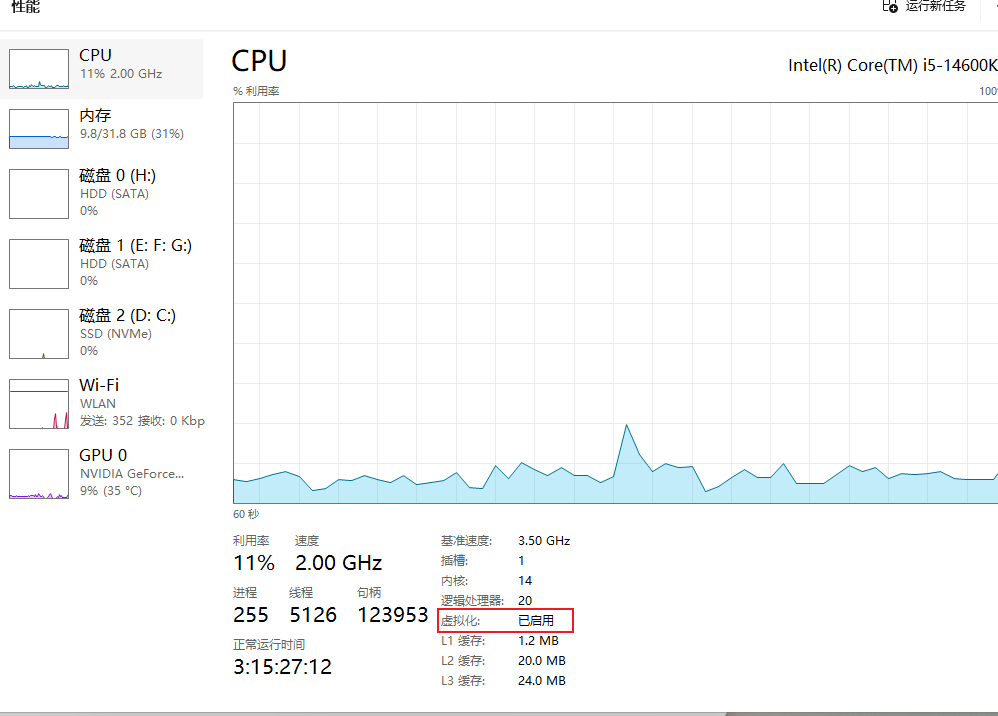 性能
运行新任务
CPU
11% 2.00 GHz
内存
9.8/31.8 GB (31%)
磁盘 0 (H:)
HDD (SATA)
0%
磁盘 1 (E: F: G:)
HDD (SATA)
0%
磁盘 2 (D: C:)
SSD (NVMe)
0%
Wi-Fi
WLAN
发送: 352 接收: 0 Kbp
GPU 0
NVIDIA GeForce...
9% (35 °C)
CPU
Intel(R) Core(TM) i5-14600K
% 利用率
100%
60 秒
利用率
速度
11%
2.00 GHz
进程
线程
句柄
255
5126
123953
正常运行时间
3:15:27:12
基准速度: 3.50 GHz
插槽: 1
内核: 14
逻辑处理器: 20
虚拟化: 已启用
L1 缓存: 1.2 MB
L2 缓存: 20.0 MB
L3 缓存: 24.0 MB